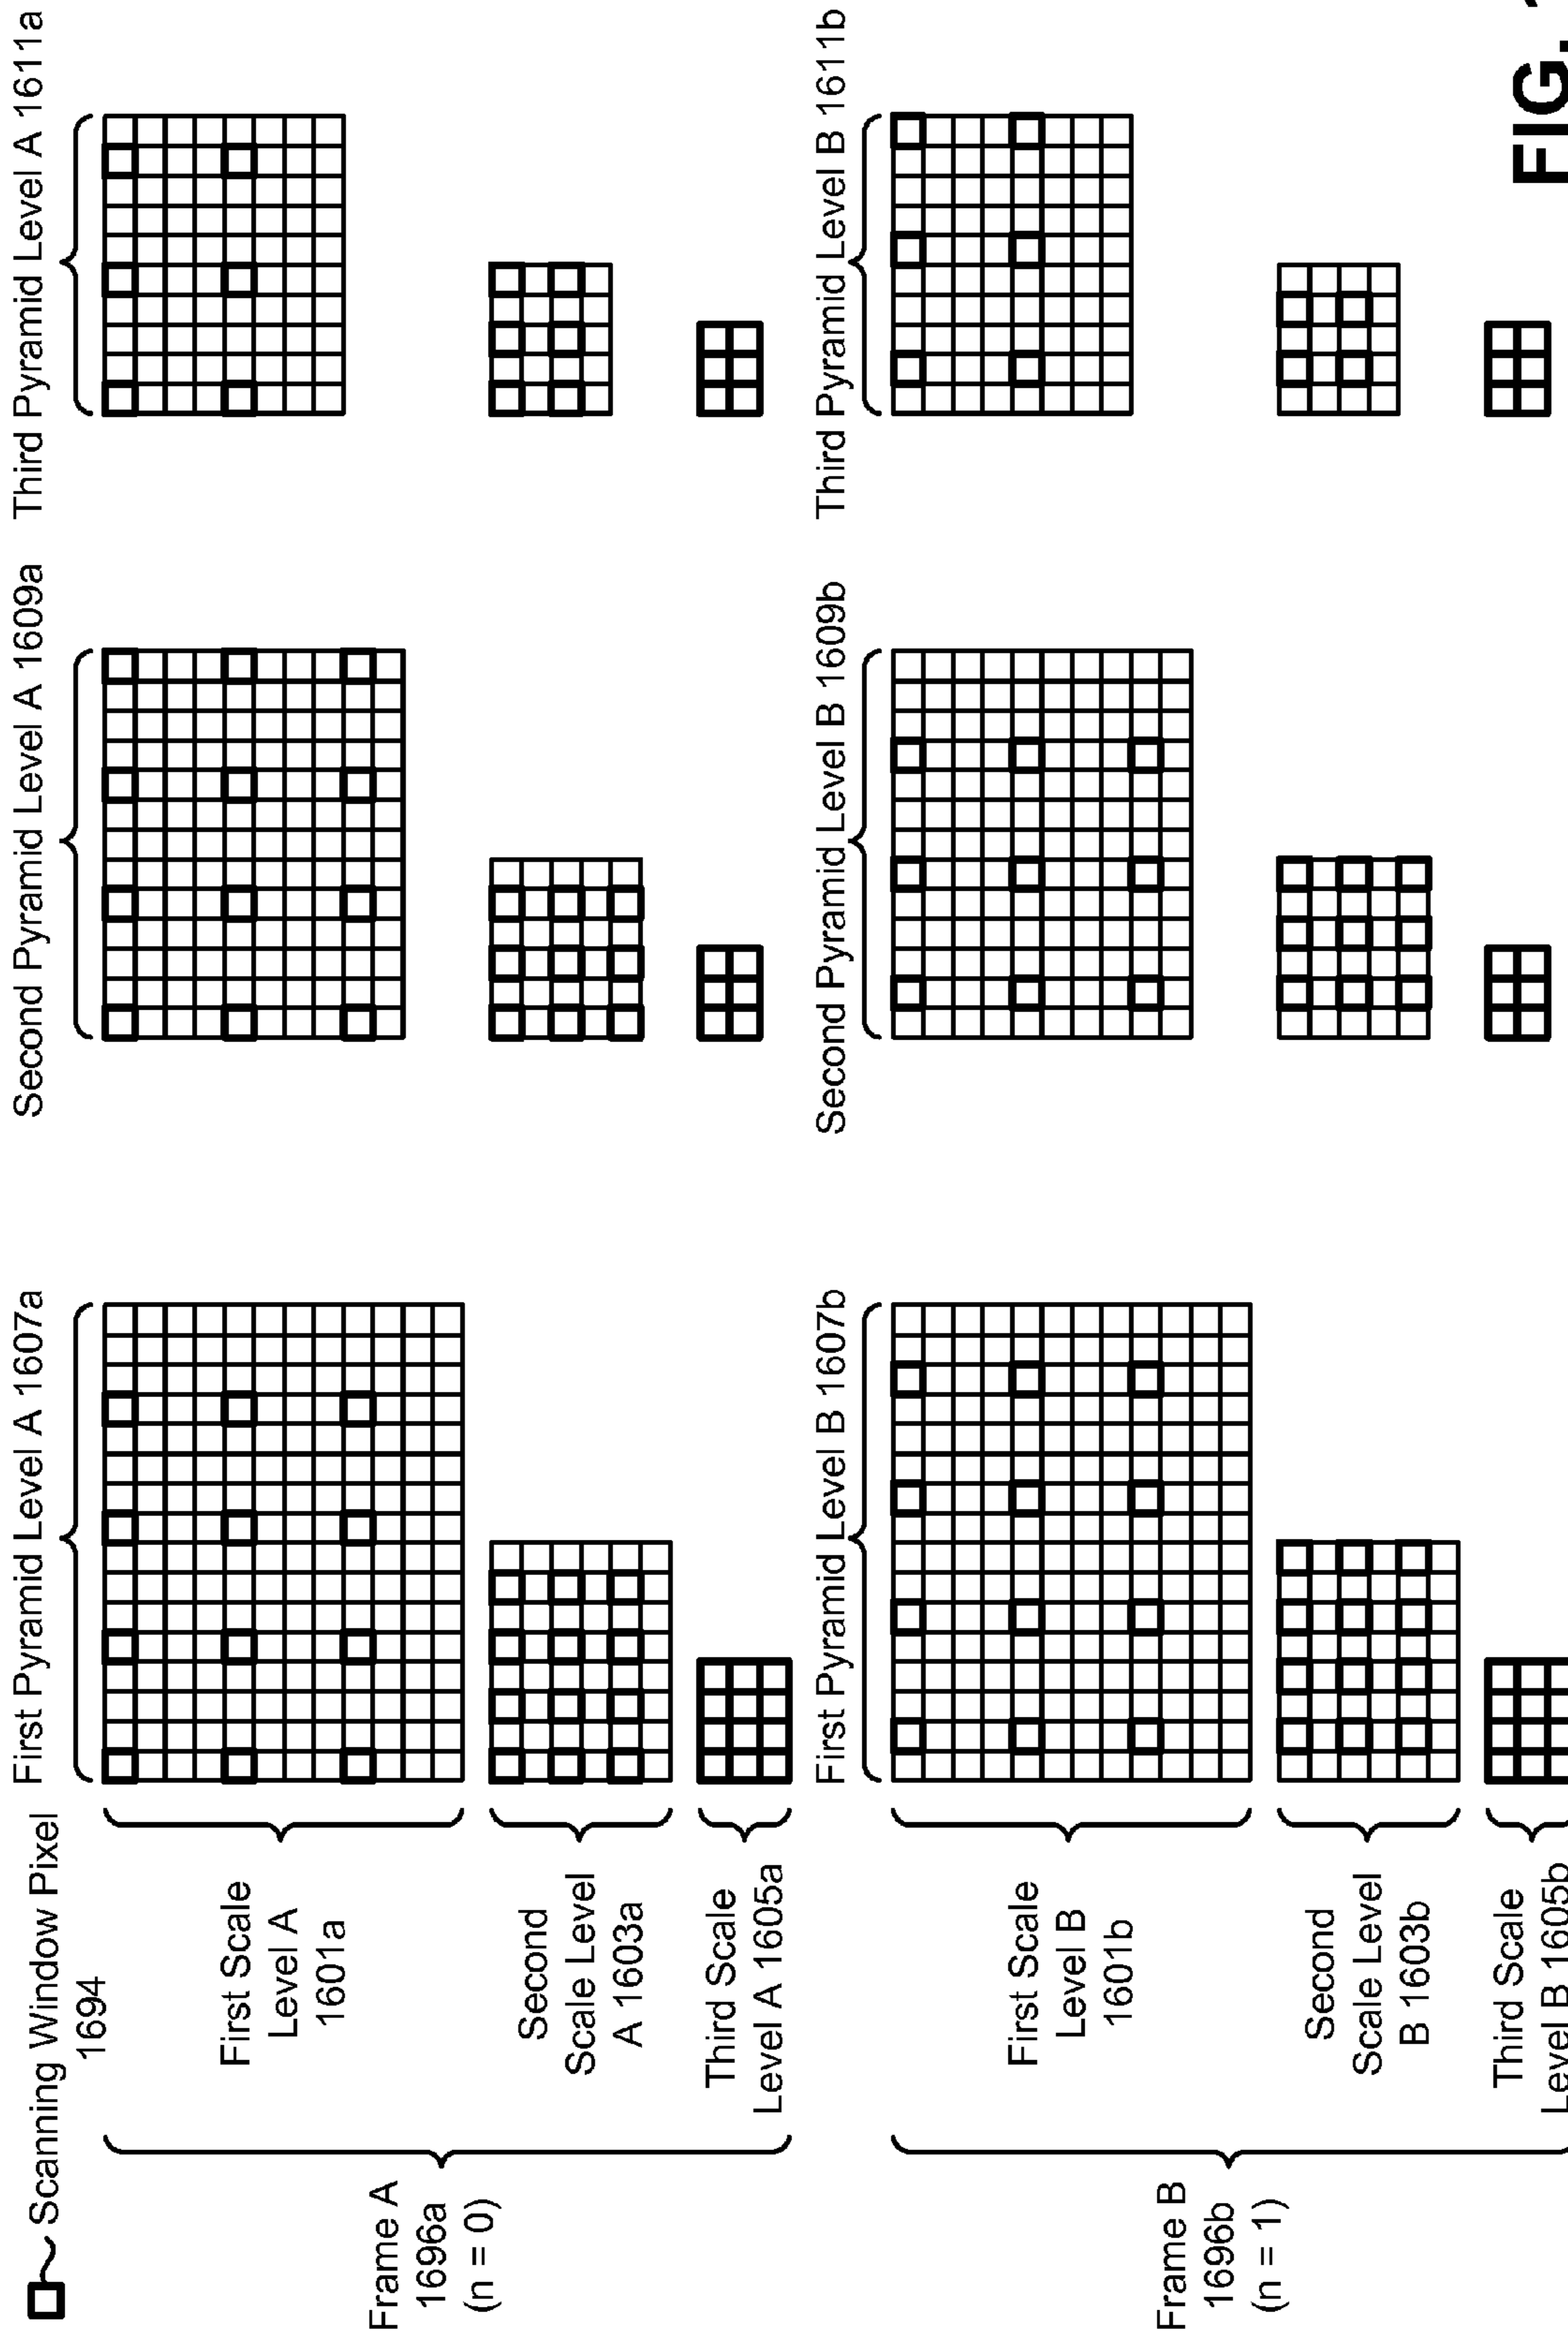 Scanning Window Pixel
1694
First Pyramid Level A 1607a
Second Pyramid Level A 1609a
Third Pyramid Level A 1611a
Frame A
1696a
(n = 0)
First Scale
Level A
1601a
Second
Scale Level
A 1603a
Third Scale
Level A 1605a
First Pyramid Level B 1607b
Second Pyramid Level B 1609b
Third Pyramid Level B 1611b
Frame B
1696b
(n = 1)
First Scale
Level B
1601b
Second
Scale Level
B 1603b
Third Scale
Level B 1605b
FIG.